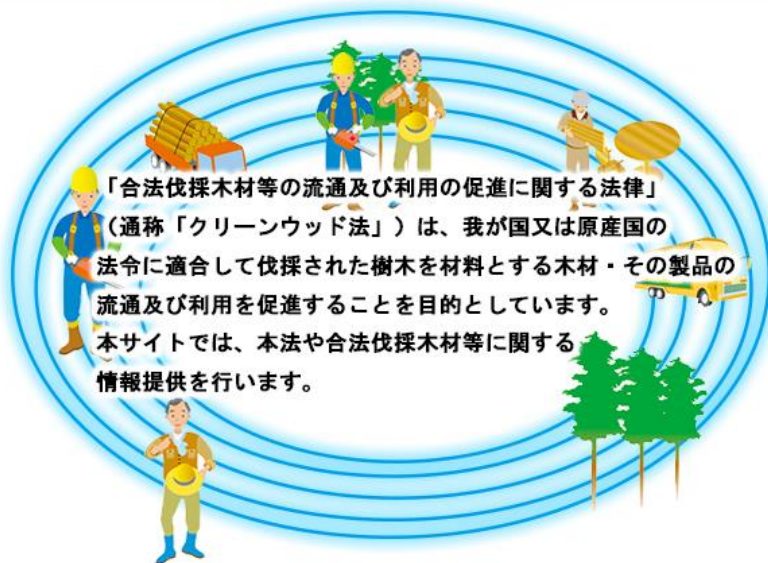 「合法伐採木材等の流通及び利用の促進に関する法律」
（通称「クリーンウッド法」）は、我が国又は原産国の
法令に適合して伐採された樹木を材料とする木材・その製品の
流通及び利用を促進することを目的としています。
本サイトでは、本法や合法伐採木材等に関する
情報提供を行います。